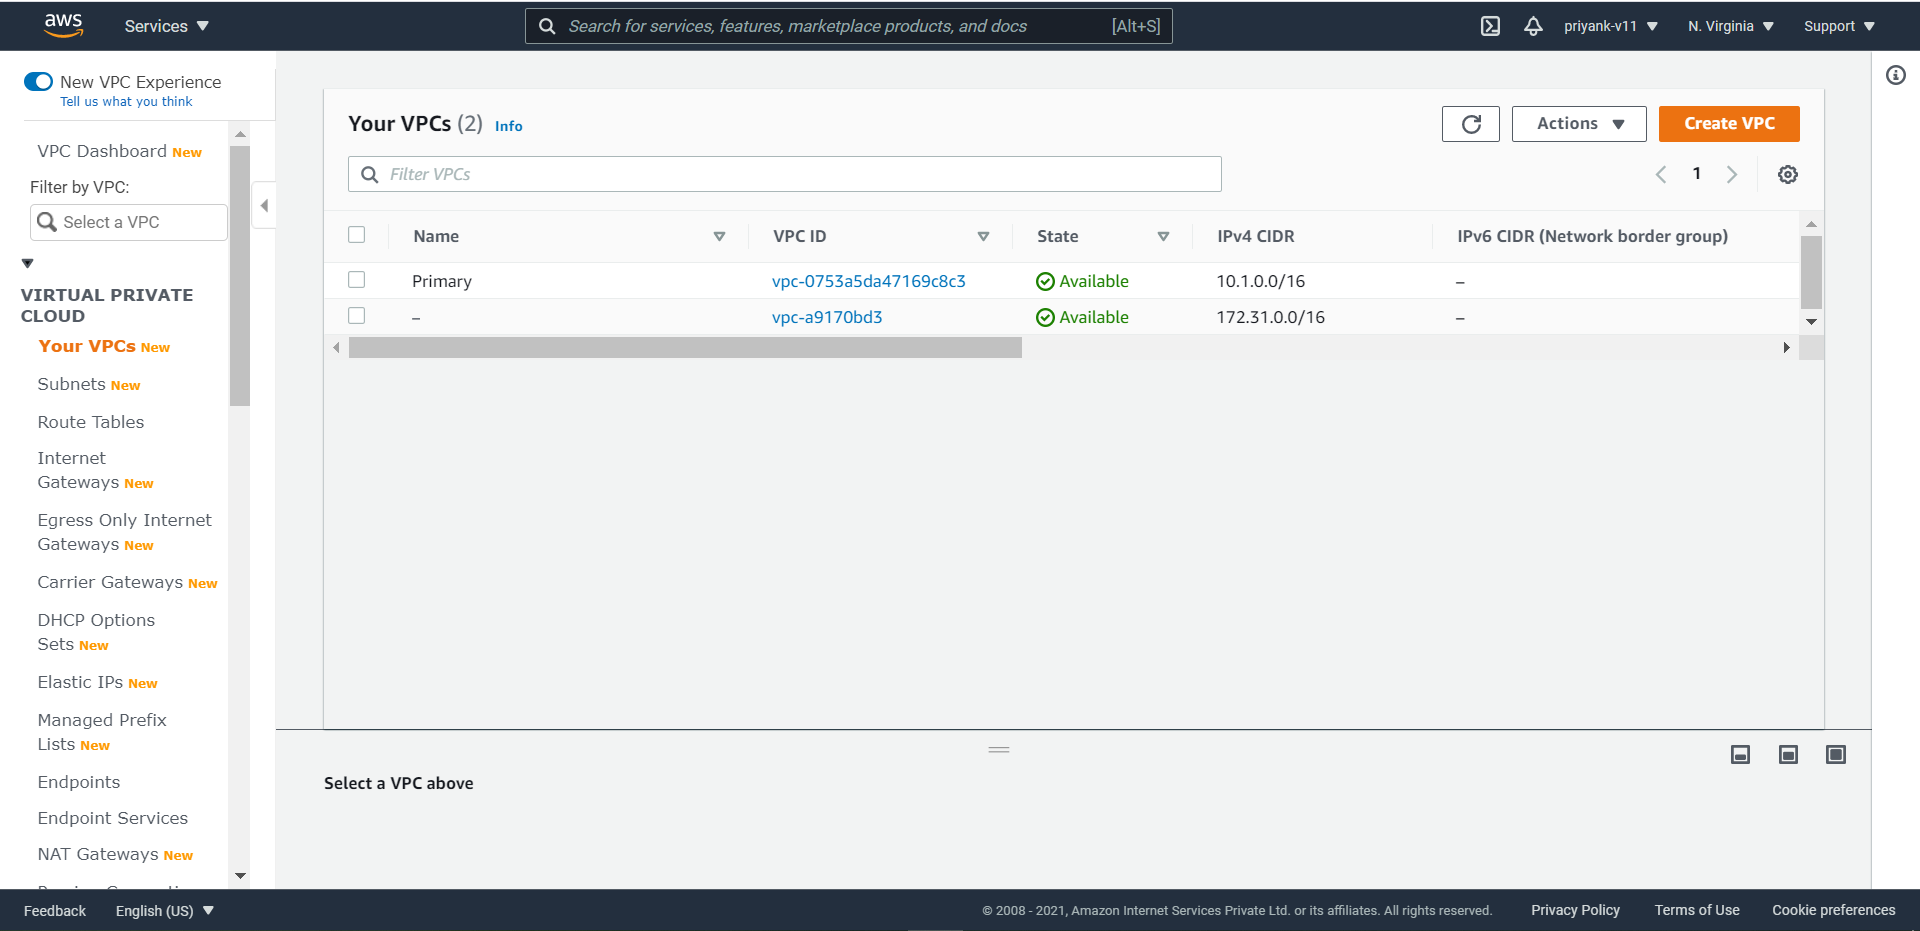 aws
Services
Search for services, features, marketplace products, and docs [Alt+S]
priyank-v11
N. Virginia
Support
New VPC Experience
Tell us what you think
VPC Dashboard New
Filter by VPC:
Select a VPC
VIRTUAL PRIVATE
CLOUD
Your VPCs New
Subnets New
Route Tables
Internet
Gateways New
Egress Only Internet
Gateways New
Carrier Gateways New
DHCP Options
Sets New
Elastic IPs New
Managed Prefix
Lists New
Endpoints
Endpoint Services
NAT Gateways New
Your VPCs (2) Info
Actions
Create VPC
Filter VPCs
1
Name VPC ID State IPv4 CIDR IPv6 CIDR (Network border group)
Primary vpc-0753a5da47169c8c3 Available 10.1.0.0/16 –
– vpc-a9170bd3 Available 172.31.0.0/16 –
Select a VPC above
Feedback English (US) © 2008 - 2021, Amazon Internet Services Private Ltd. or its affiliates. All rights reserved. Privacy Policy Terms of Use Cookie preferences